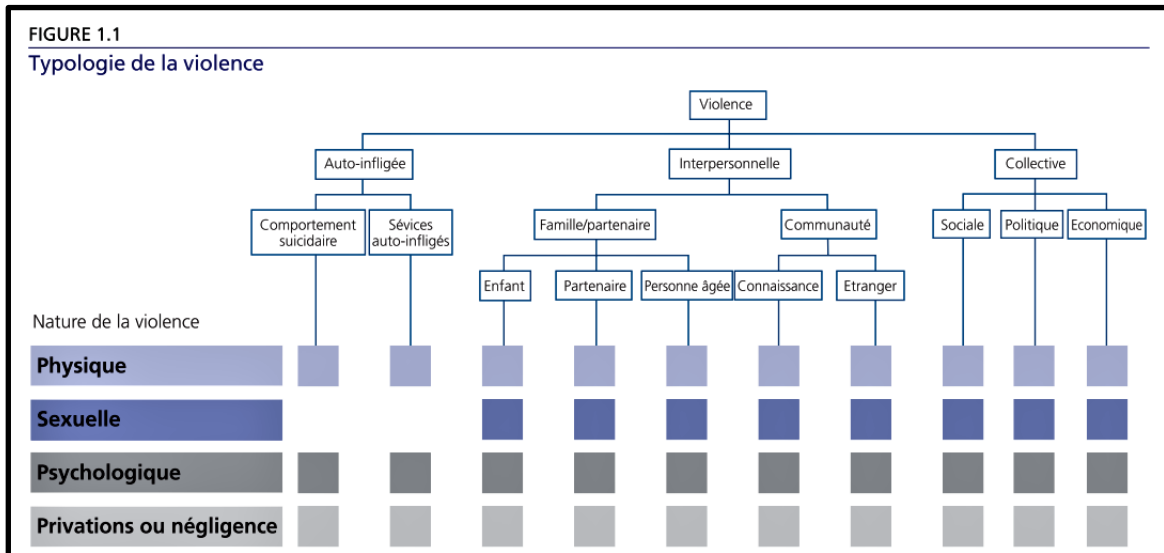 FIGURE 1.1
Typologie de la violence
Violence
Auto-infligée
Interpersonnelle
Collective
Comportement
suicidaire
Sévices
auto-infligés
Famille/partenaire
Communauté
Sociale
Politique
Economique
Enfant
Partenaire
Personne âgée
Connaissance
Etranger
Nature de la violence
Physique
Sexuelle
Psychologique
Privations ou négligence